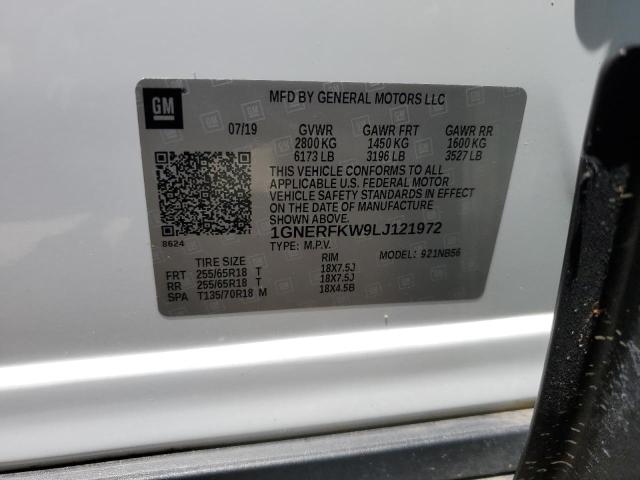 GM
MFD BY GENERAL MOTORS LLC
07/19 GVWR GAWR FRT GAWR RR
2800 KG 1450 KG 1600 KG
6173 LB 3196 LB 3527 LB
THIS VEHICLE CONFORMS TO ALL
APPLICABLE U.S. FEDERAL MOTOR
VEHICLE SAFETY STANDARDS IN EFFECT
ON THE DATE OF MANUFACTURE
SHOWN ABOVE.
1GNERFKW9LJ121972
8624
TYPE: M.P.V. MODEL: 921NB56
TIRE SIZE RIM
FRT 255/65R18 T 18X7.5J
RR 255/65R18 T 18X7.5J
SPA T135/70R18 M 18X4.5B